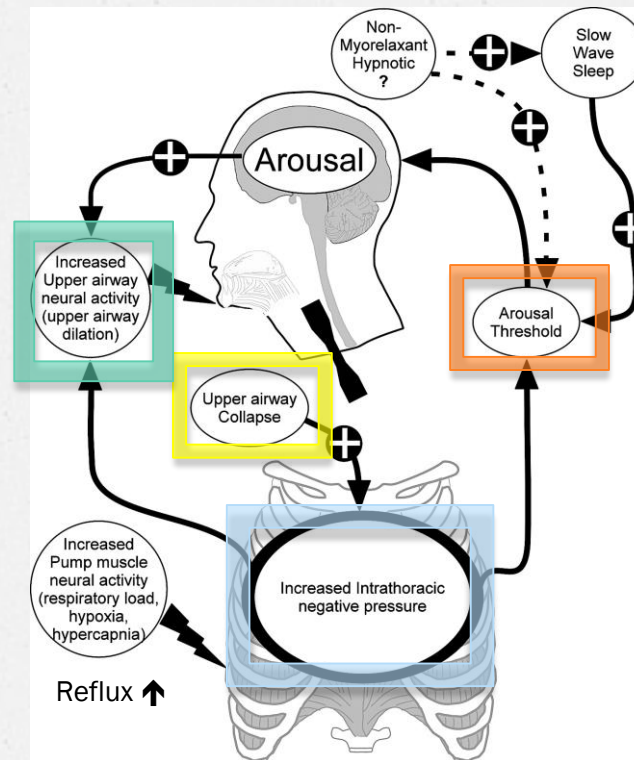 Non-
Myorelaxant
Hypnotic
?
Slow
Wave
Sleep
Arousal
Increased
Upper airway
neural activity
(upper airway
dilation)
Arousal
Threshold
Upper airway
Collapse
Increased
Pump muscle
neural activity
(respiratory load,
hypoxia,
hypercapnia)
Increased Intrathoracic
negative pressure
Reflux ↑